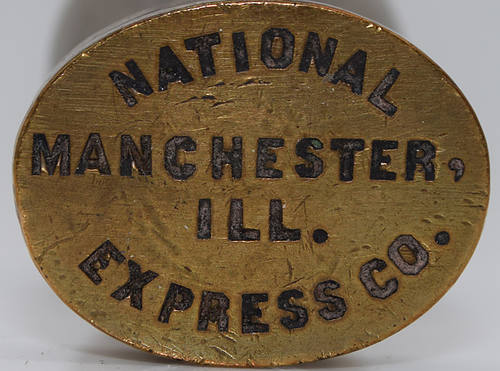 NATIONAL
MANCHESTER,
ILL.
EXPRESS CO.